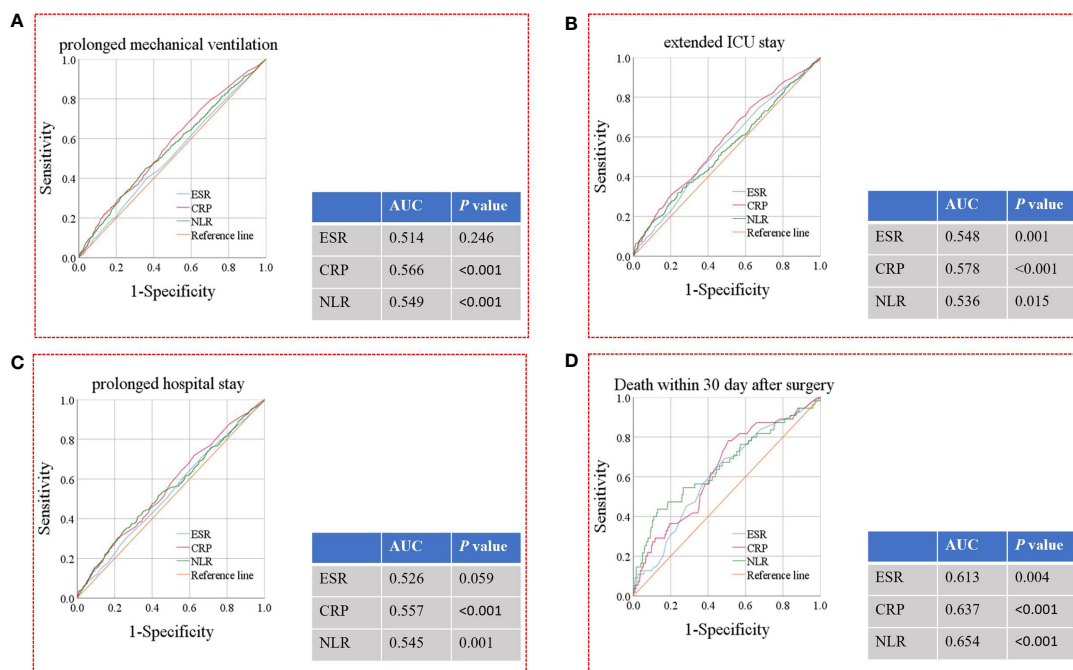 A
prolonged mechanical ventilation
1.0
0.8
0.6
0.4
0.2
0.0
Sensitivity
ESR
CRP
NLR
Reference line
0.0 0.2 0.4 0.6 0.8 1.0
1-Specificity
AUC P value
ESR 0.514 0.246
CRP 0.566 <0.001
NLR 0.549 <0.001
B
extended ICU stay
1.0
0.8
0.6
0.4
0.2
0.0
Sensitivity
ESR
CRP
NLR
Reference line
0.0 0.2 0.4 0.6 0.8 1.0
1-Specificity
AUC P value
ESR 0.548 0.001
CRP 0.578 <0.001
NLR 0.536 0.015
C
prolonged hospital stay
1.0
0.8
0.6
0.4
0.2
0.0
Sensitivity
ESR
CRP
NLR
Reference line
0.0 0.2 0.4 0.6 0.8 1.0
1-Specificity
AUC P value
ESR 0.526 0.059
CRP 0.557 <0.001
NLR 0.545 0.001
D
Death within 30 day after surgery
1.0
0.8
0.6
0.4
0.2
0.0
Sensitivity
ESR
CRP
NLR
Reference line
0.0 0.2 0.4 0.6 0.8 1.0
1-Specificity
AUC P value
ESR 0.613 0.004
CRP 0.637 <0.001
NLR 0.654 <0.001